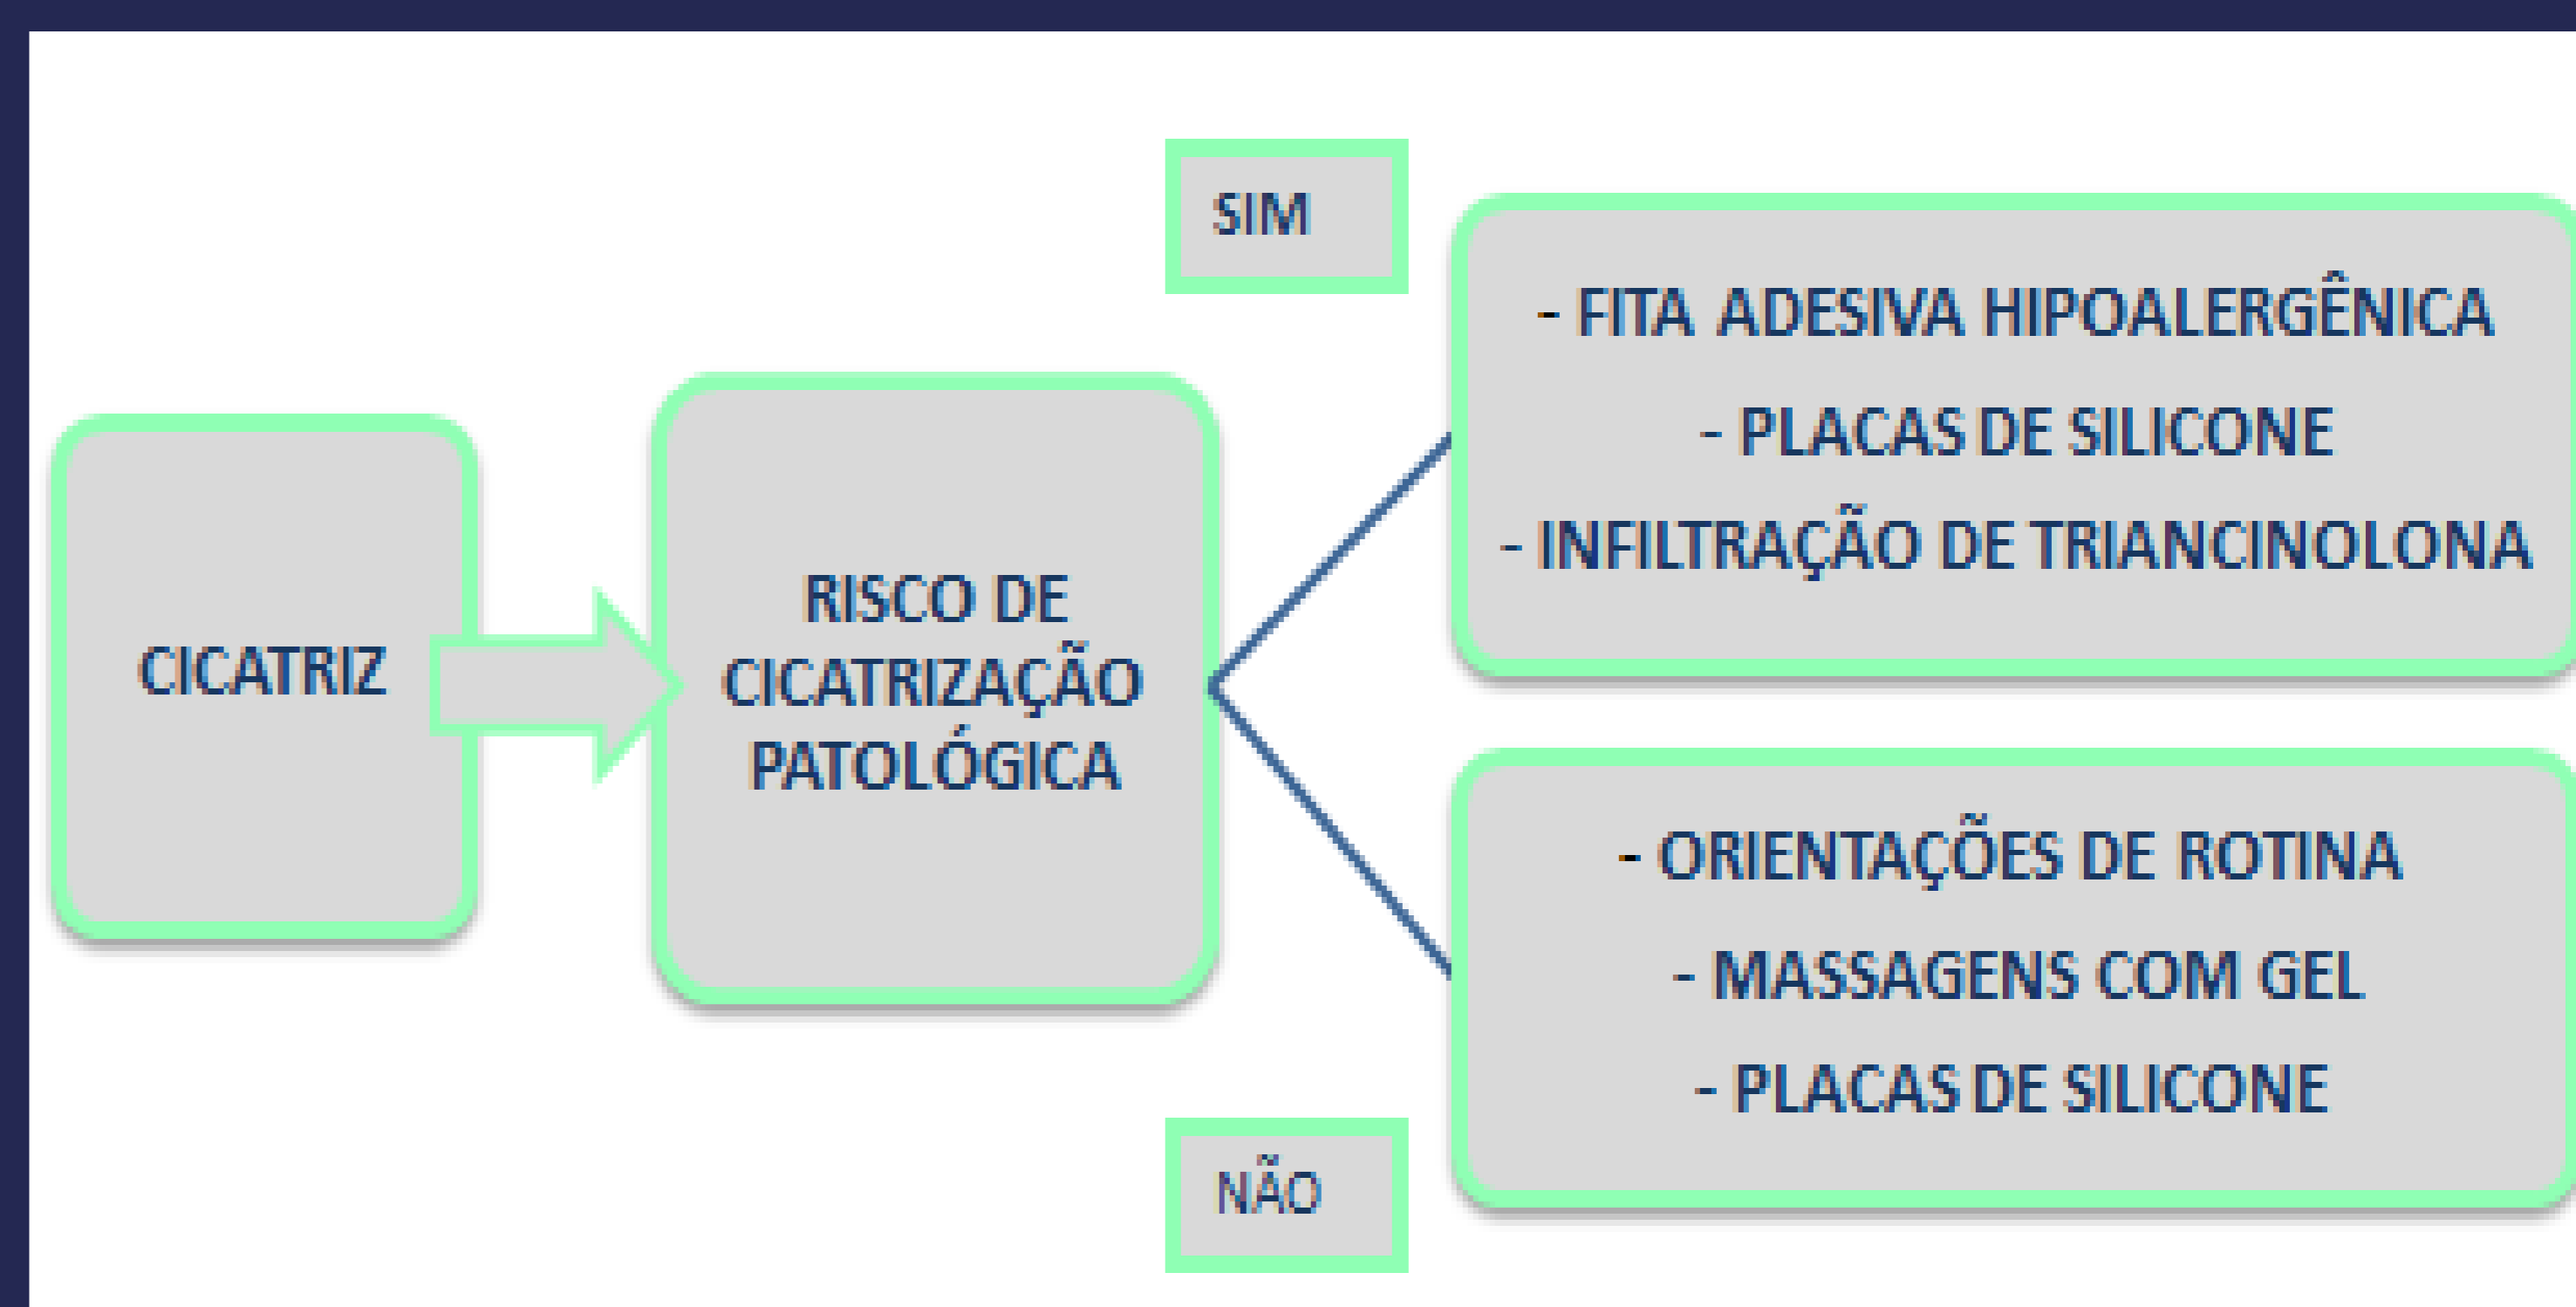 CICATRIZ
RISCO DE
CICATRIZAÇÃO
PATOLÓGICA
SIM
- FITA ADESIVA HIPOALERGÊNICA
- PLACAS DE SILICONE
- INFILTRAÇÃO DE TRIANCINOLONA
- ORIENTAÇÕES DE ROTINA
- MASSAGENS COM GEL
- PLACAS DE SILICONE
NÃO